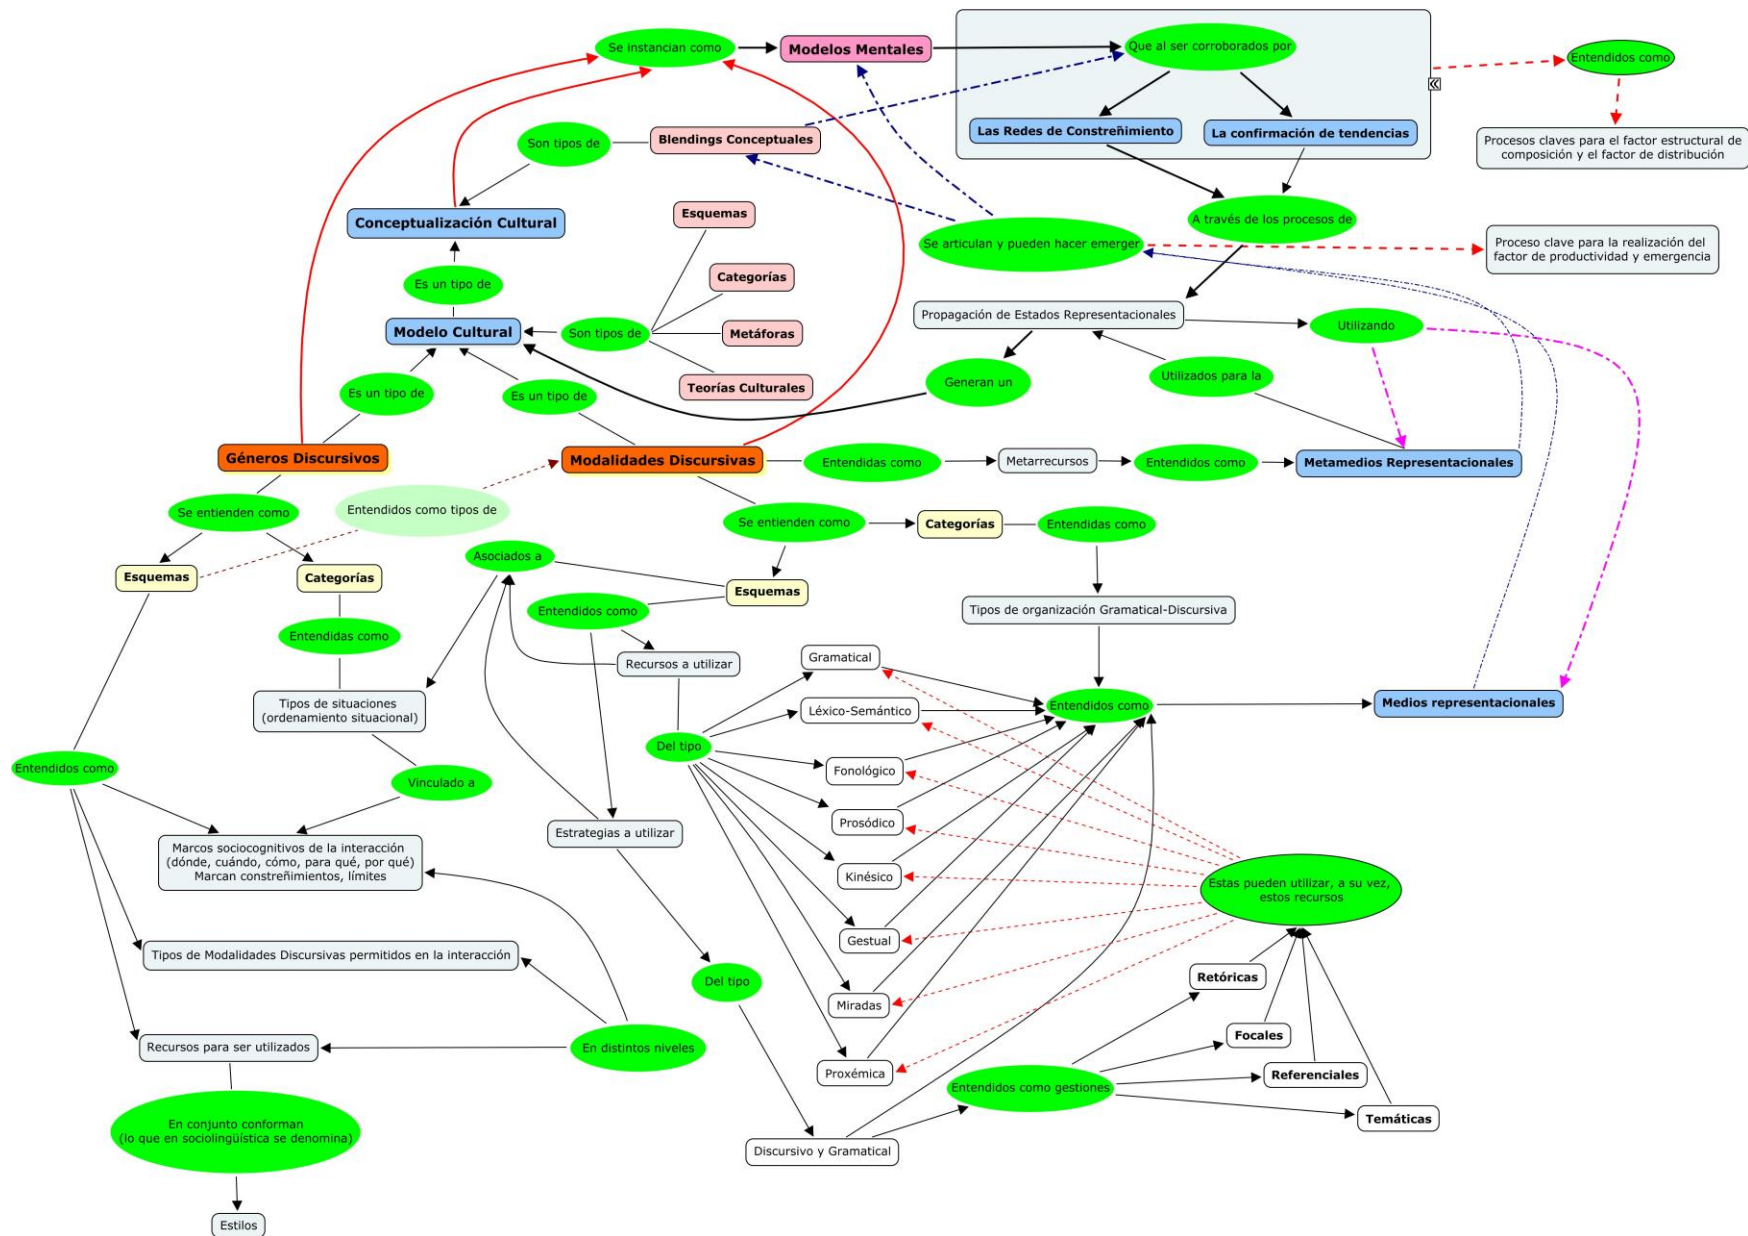 Se instancian como
Modelos Mentales
Que al ser corroborados por
Entendidos como
Las Redes de Constreñimiento
La confirmación de tendencias
Procesos claves para el factor estructural de
composición y el factor de distribución
Son tipos de
Blendings Conceptuales
Conceptualización Cultural
Esquemas
Se articulan y pueden hacer emerger
A través de los procesos de
Proceso clave para la realización del
factor de productividad y emergencia
Es un tipo de
Categorías
Modelo Cultural
Son tipos de
Metáforas
Propagación de Estados Representacionales
Utilizando
Es un tipo de
Es un tipo de
Teorías Culturales
Generan un
Utilizados para la
Géneros Discursivos
Modalidades Discursivas
Entendidas como
Metarrecursos
Entendidos como
Metamedios Representacionales
Se entienden como
Entendidos como tipos de
Se entienden como
Categorías
Entendidas como
Esquemas
Categorías
Asociados a
Esquemas
Entendidos como
Tipos de organización Gramatical-Discursiva
Entendidas como
Recursos a utilizar
Gramatical
Tipos de situaciones
(ordenamiento situacional)
Léxico-Semántico
Entendidos como
Medios representacionales
Del tipo
Entendidos como
Vinculado a
Fonológico
Prosódico
Estrategias a utilizar
Marcos sociocognitivos de la interacción
(dónde, cuándo, cómo, para qué, por qué)
Marcan constreñimientos, límites
Kinésico
Estas pueden utilizar, a su vez,
estos recursos
Gestual
Tipos de Modalidades Discursivas permitidos en la interacción
Del tipo
Retóricas
Miradas
Focales
Recursos para ser utilizados
En distintos niveles
Proxémica
Entendidos como gestiones
Referenciales
Temáticas
En conjunto conforman
(lo que en sociolingüística se denomina)
Discursivo y Gramatical
Estilos